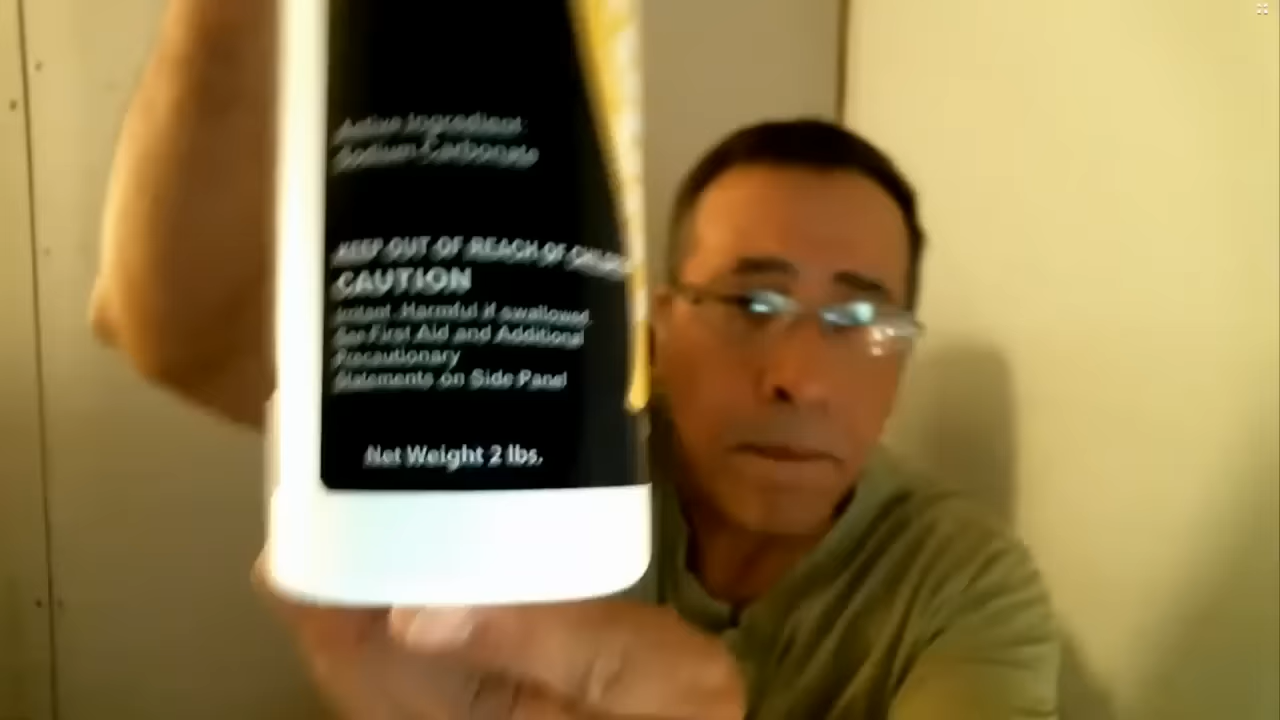 Active Ingredient:
Sodium Carbonate
KEEP OUT OF REACH OF
CAUTION
Irritant. Harmful if swallowed.
See First Aid and Additional
Precautionary
Statements on Side Panel
Net Weight 2 lbs.